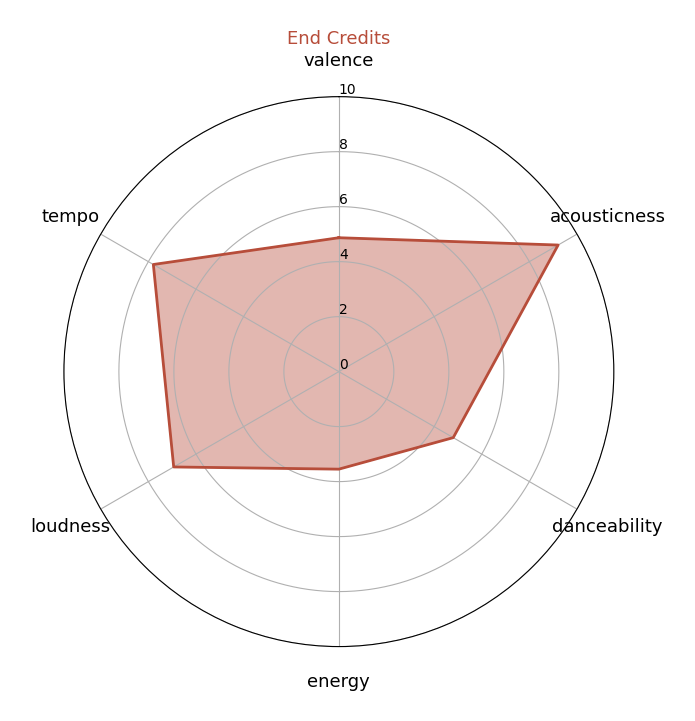 End Credits
valence
10
8
tempo
6
acousticness
4
2
0
loudness
danceability
energy